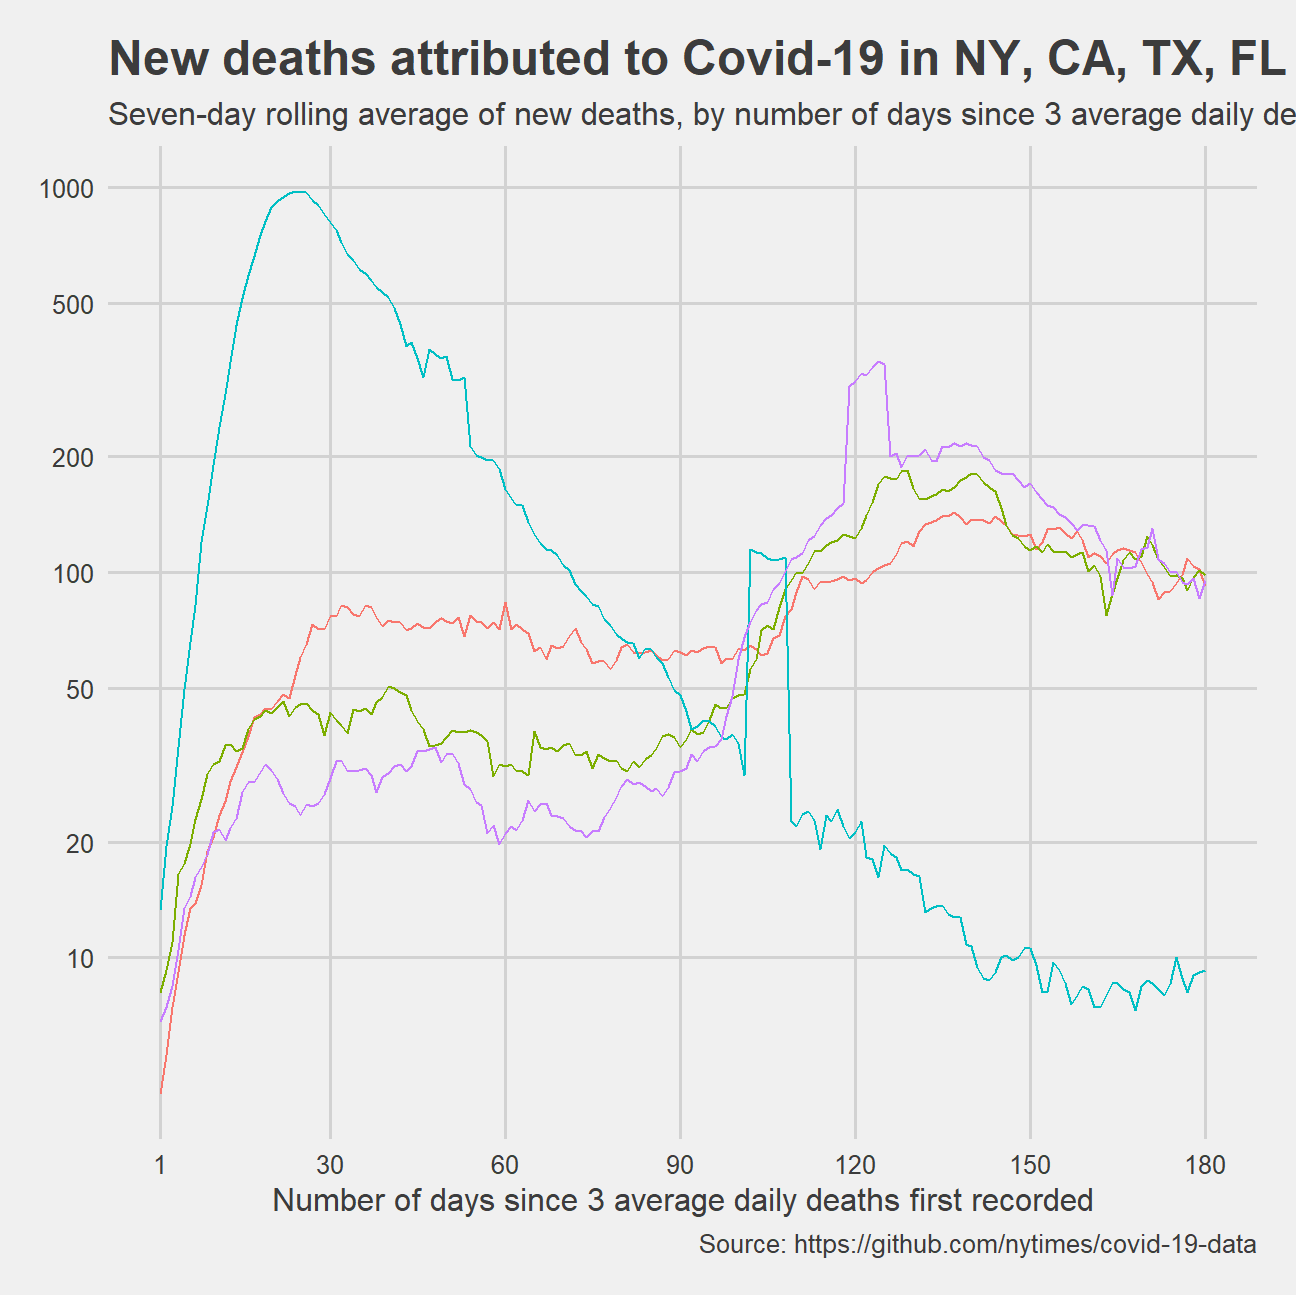 New deaths attributed to Covid-19 in NY, CA, TX, FL
Seven-day rolling average of new deaths, by number of days since 3 average daily de
1000
500
200
100
50
20
10
1 30 60 90 120 150 180
Number of days since 3 average daily deaths first recorded
Source: https://github.com/nytimes/covid-19-data